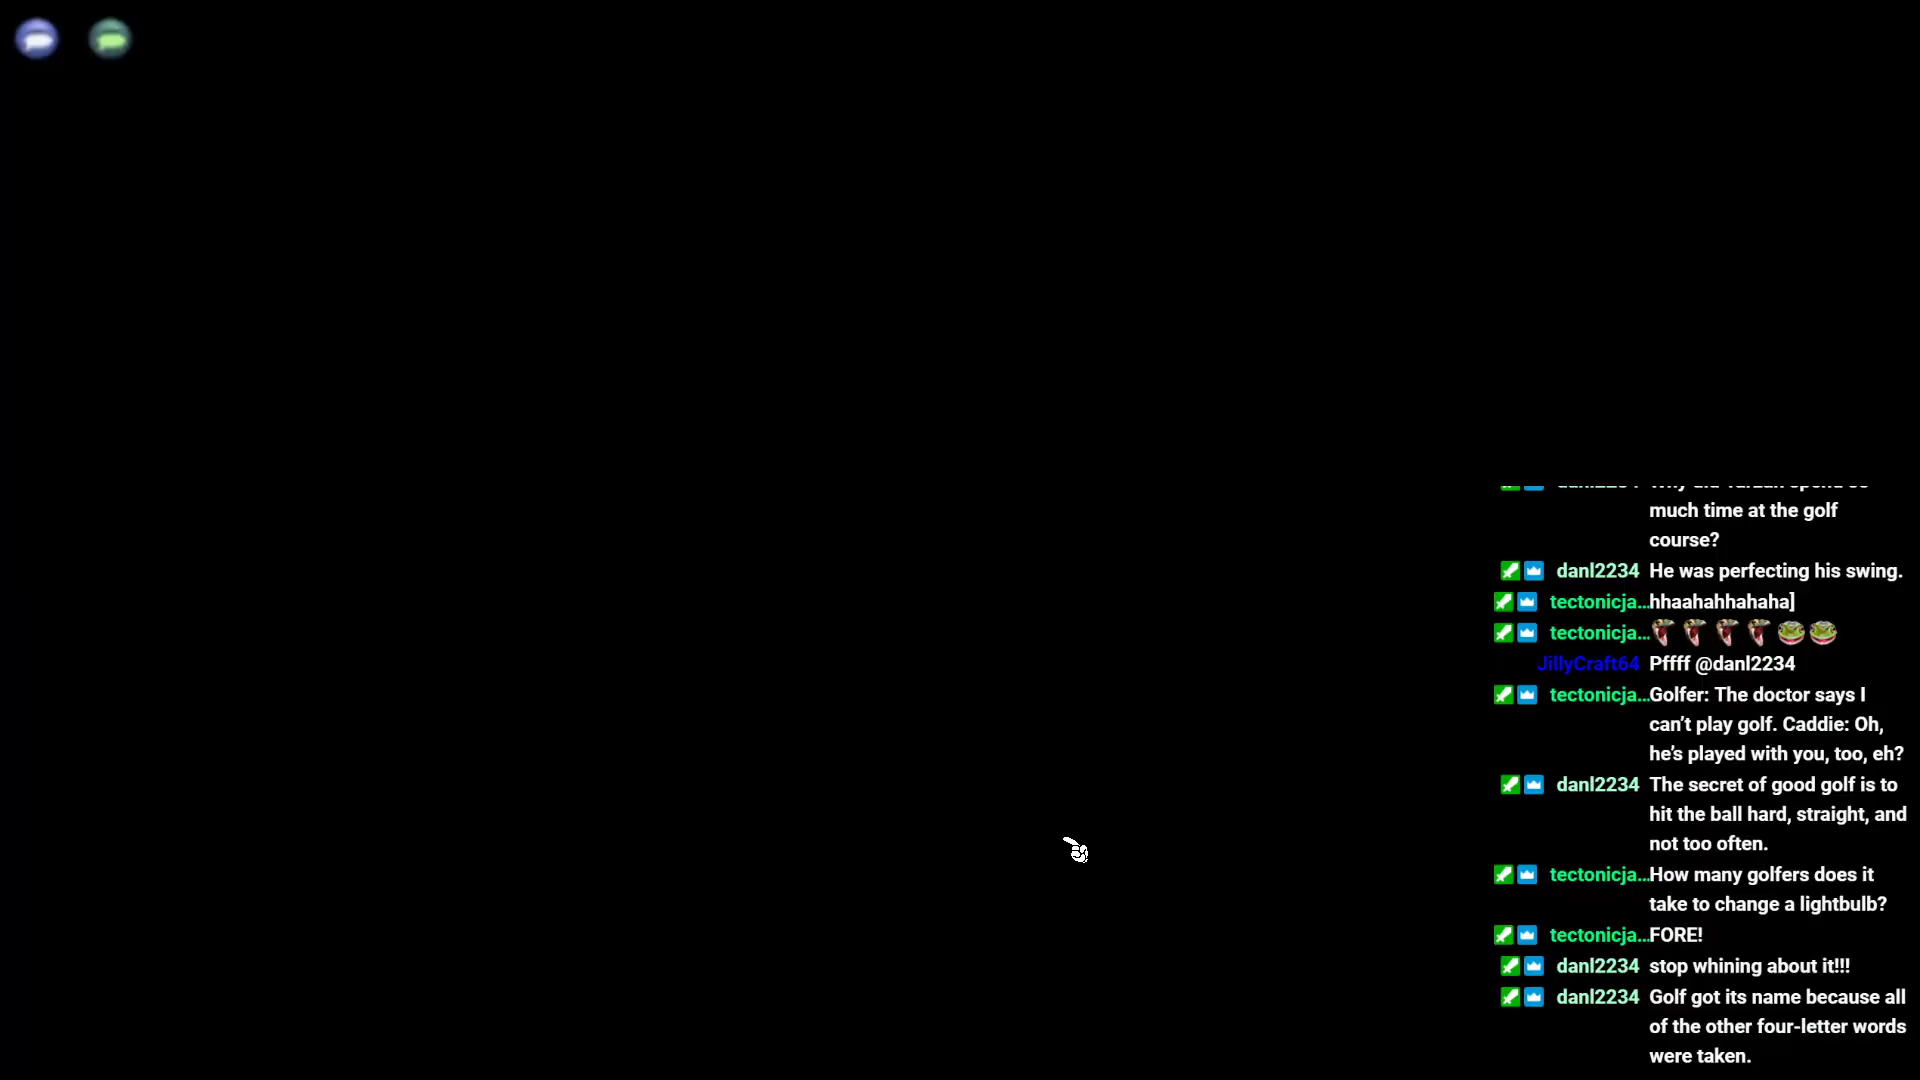 much time at the golf
course?
danl2234 He was perfecting his swing.
tectonicja...hhaahahhahaha]
tectonicja...
JillyCraft64 Pffff @danl2234
tectonicja...Golfer: The doctor says I
can't play golf. Caddie: Oh,
he's played with you, too, eh?
danl2234 The secret of good golf is to
hit the ball hard, straight, and
not too often.
tectonicja...How many golfers does it
take to change a lightbulb?
tectonicja...FORE!
danl2234 stop whining about it!!!
danl2234 Golf got its name because all
of the other four-letter words
were taken.